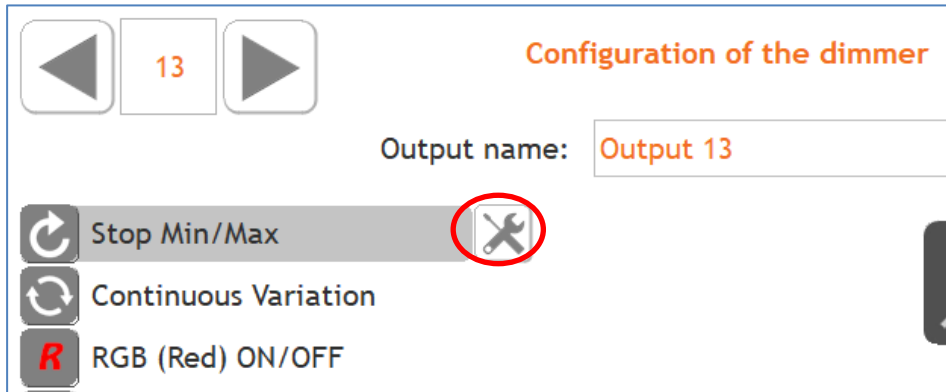 13
Configuration of the dimmer
Output name: Output 13
Stop Min/Max
Continuous Variation
R RGB (Red) ON/OFF